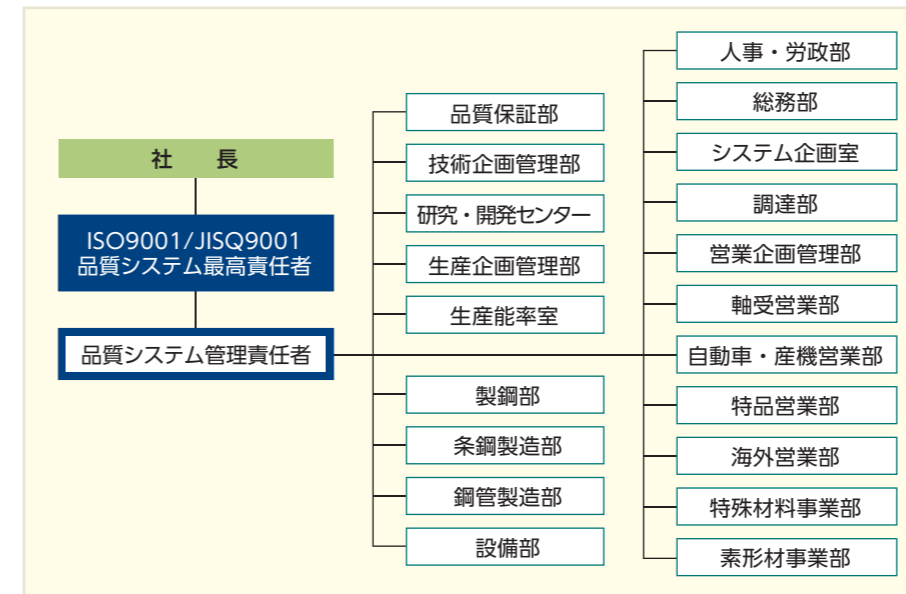 社　長
ISO9001/JISQ9001
品質システム最高責任者
品質システム管理責任者
品質保証部
技術企画管理部
研究・開発センター
生産企画管理部
生産能率室
製鋼部
条鋼製造部
鋼管製造部
設備部
人事・労政部
総務部
システム企画室
調達部
営業企画管理部
軸受営業部
自動車・産機営業部
特品営業部
海外営業部
特殊材料事業部
素形材事業部